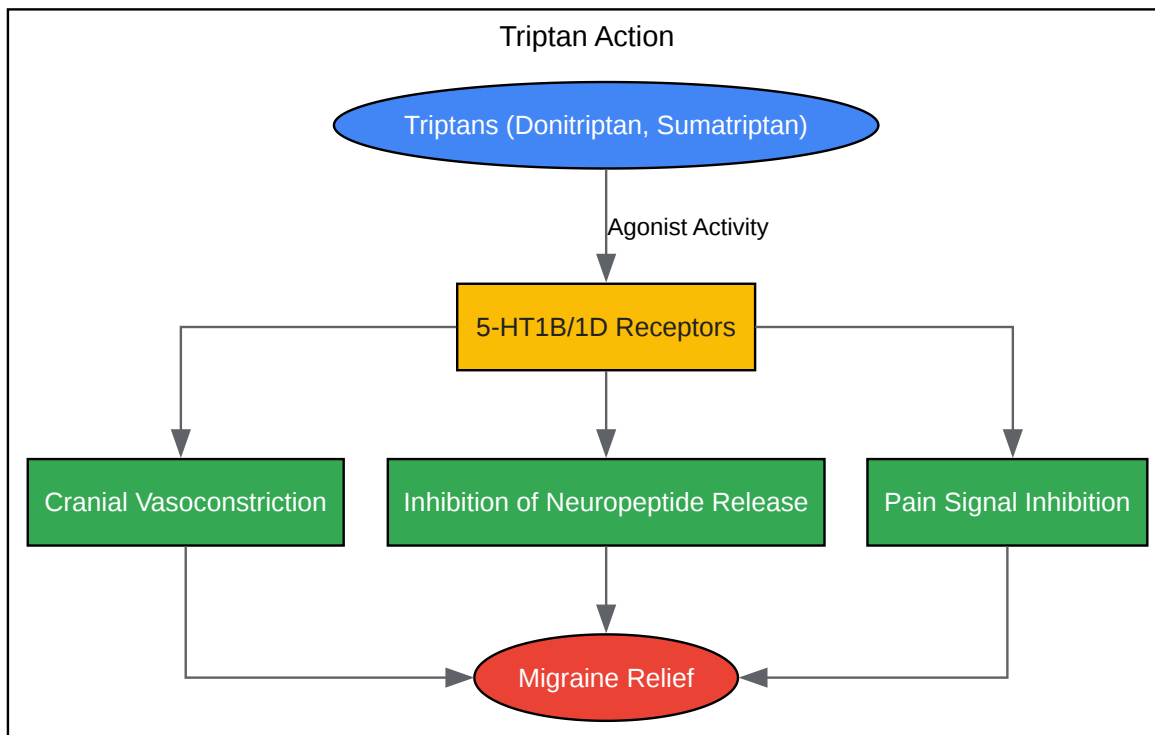 Triptan Action
Triptans (Donitriptan, Sumatriptan)
Agonist Activity
5-HT1B/1D Receptors
Cranial Vasoconstriction
Inhibition of Neuropeptide Release
Pain Signal Inhibition
Migraine Relief